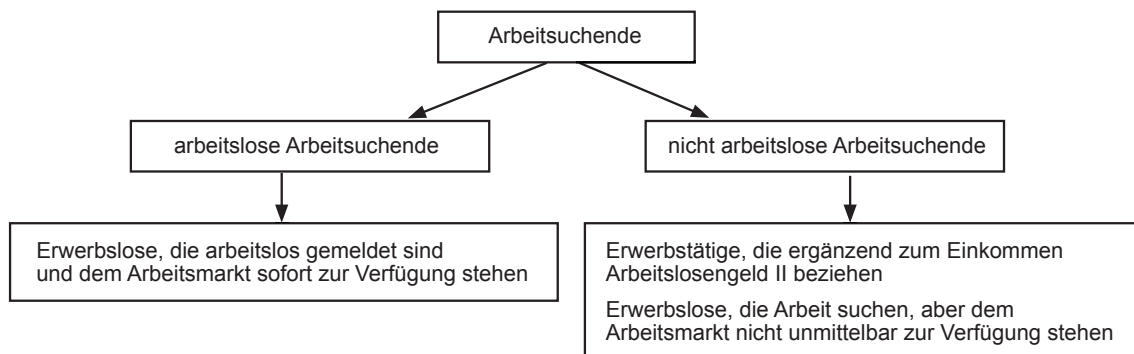 Arbeitsuchende
arbeitslose Arbeitsuchende
nicht arbeitslose Arbeitsuchende
Erwerbslose, die arbeitslos gemeldet sind
und dem Arbeitsmarkt sofort zur Verfügung stehen
Erwerbstätige, die ergänzend zum Einkommen
Arbeitslosengeld II beziehen
Erwerbslose, die Arbeit suchen, aber dem
Arbeitsmarkt nicht unmittelbar zur Verfügung stehen